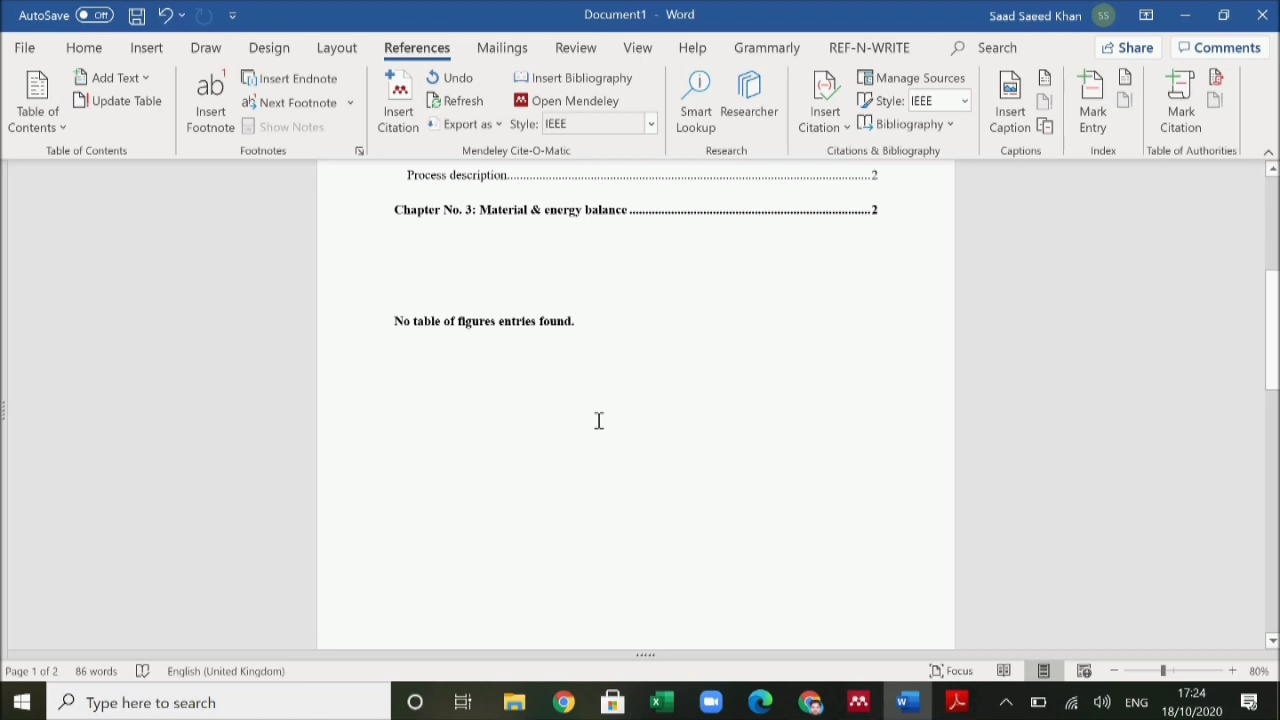 AutoSave Off
Document1 - Word
Saad Saeed Khan SS
File Home Insert Draw Design Layout References Mailings Review View Help Grammarly REF-N-WRITE Search Share Comments
Table of Contents
Add Text
Update Table
Table of Contents
ab1
Insert Footnote
Insert Endnote
Next Footnote
Show Notes
Footnotes
Insert Citation
Undo
Refresh
Export as
Insert Bibliography
Open Mendeley
Style: IEEE
Mendeley Cite-O-Matic
Smart Lookup
Researcher
Research
Insert Citation
Manage Sources
Style: IEEE
Bibliography
Citations & Bibliography
Insert Caption
Captions
Mark Entry
Index
Mark Citation
Table of Authorities
Process description 2
Chapter No. 3: Material & energy balance 2
No table of figures entries found.
Page 1 of 2 86 words English (United Kingdom) Focus 80%
Type here to search
ENG
17:24
18/10/2020